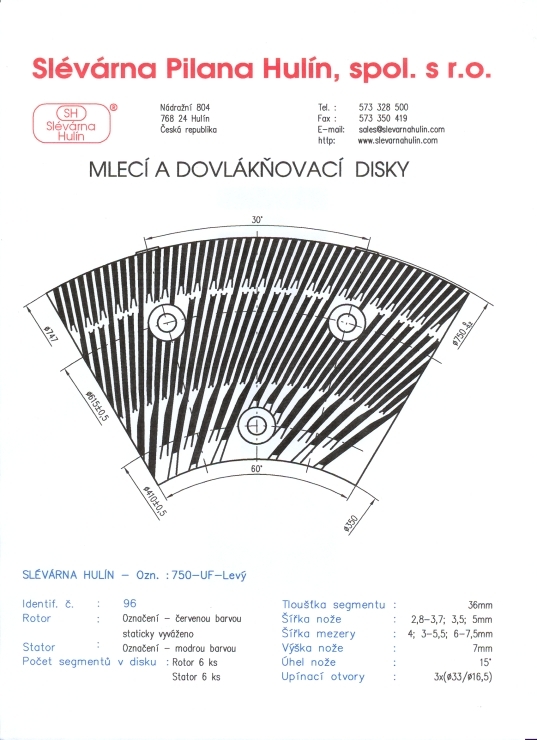 Slévárna Pilana Hulín, spol. s r.o.
SH
Slévárna
Hulín
®
Nádražní 804
768 24 Hulín
Česká republika
Tel. : 573 328 500
Fax : 573 350 419
E-mail: sales@slevarnahulin.com
http: www.slevarnahulin.com
MLECÍ A DOVLÁKŇOVACÍ DISKY
30°
ø747
ø750
ø615±0,5
60°
ø410±0,5
ø350
SLÉVÁRNA HULÍN – Ozn. : 750–UF–Levý
Identif. č. : 96
Rotor : Označení – červenou barvou
staticky vyváženo
Stator : Označení – modrou barvou
Počet segmentů v disku : Rotor 6 ks
Stator 6 ks
Tloušťka segmentu : 36mm
Šířka nože : 2,8–3,7; 3,5; 5mm
Šířka mezery : 4; 3–5,5; 6–7,5mm
Výška nože : 7mm
Úhel nože : 15°
Upínací otvory : 3x(ø33/ø16,5)